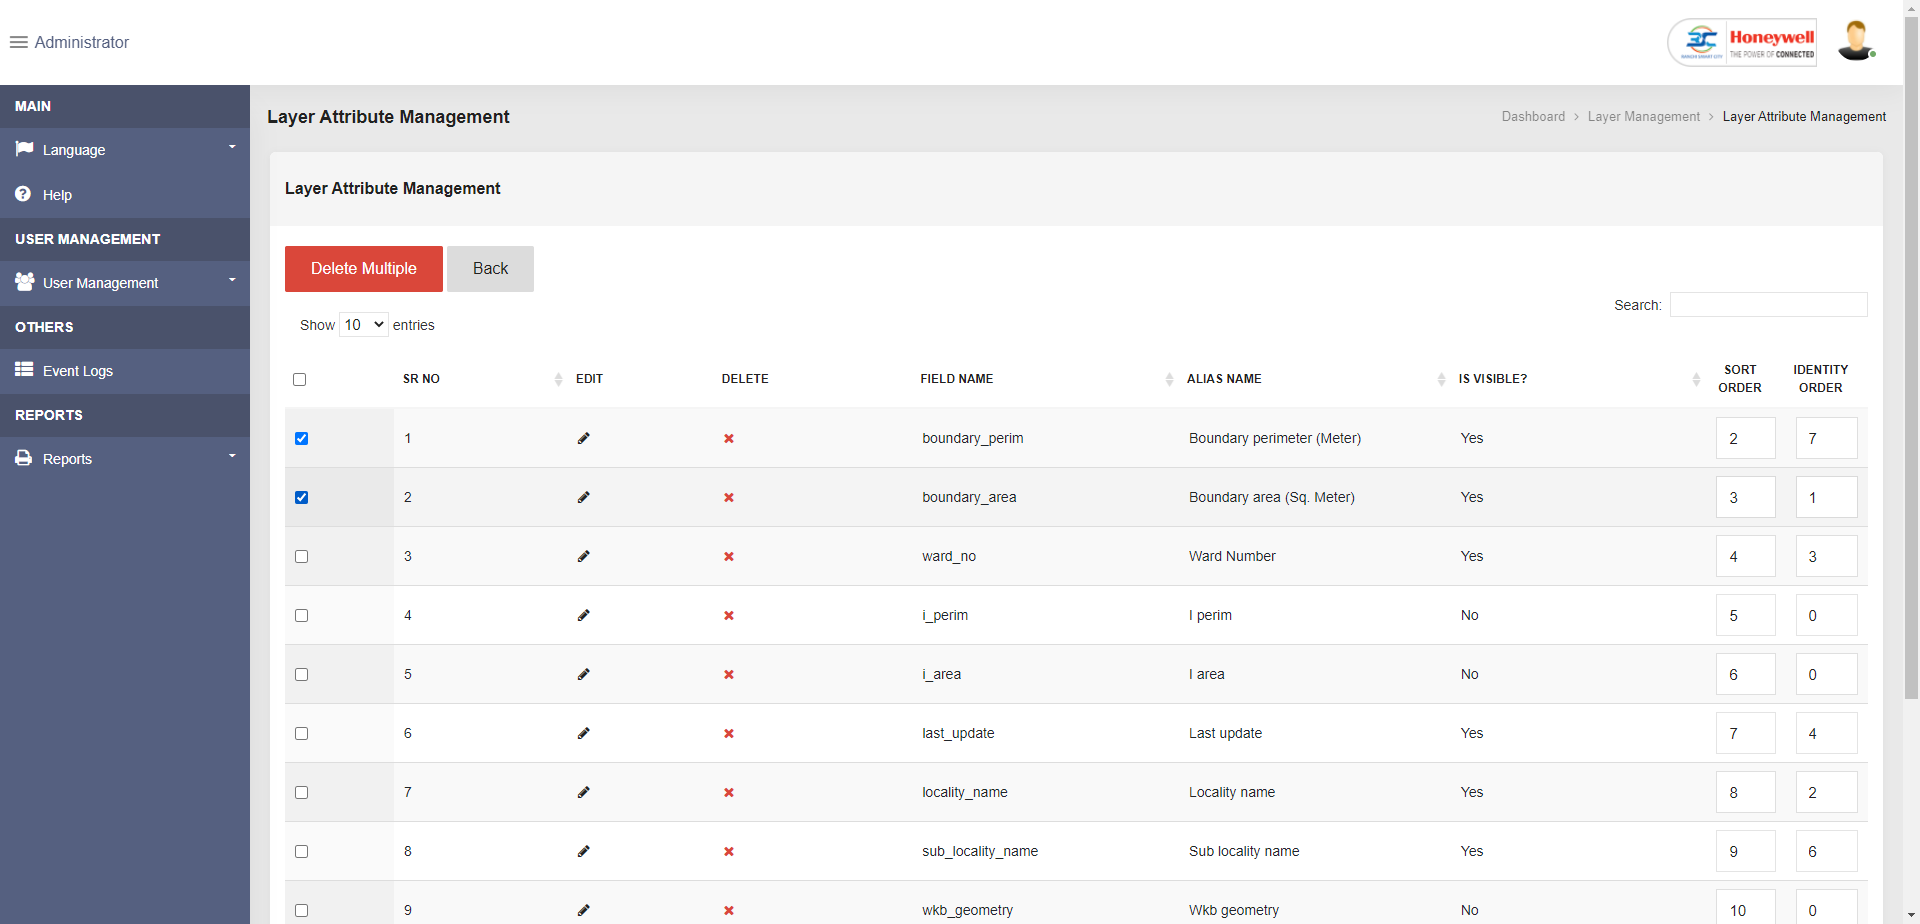 Administrator
Honeywell
THE POWER OF CONNECTED
MAIN
Language
Help
USER MANAGEMENT
User Management
OTHERS
Event Logs
REPORTS
Reports
Layer Attribute Management
Dashboard > Layer Management > Layer Attribute Management
Layer Attribute Management
Delete Multiple Back
Search:
Show 10 entries
SR NO EDIT DELETE FIELD NAME ALIAS NAME IS VISIBLE? SORT ORDER IDENTITY ORDER
1 boundary_perim Boundary perimeter (Meter) Yes 2 7
2 boundary_area Boundary area (Sq. Meter) Yes 3 1
3 ward_no Ward Number Yes 4 3
4 i_perim I perim No 5 0
5 i_area I area No 6 0
6 last_update Last update Yes 7 4
7 locality_name Locality name Yes 8 2
8 sub_locality_name Sub locality name Yes 9 6
9 wkb_geometry Wkb geometry No 10 0